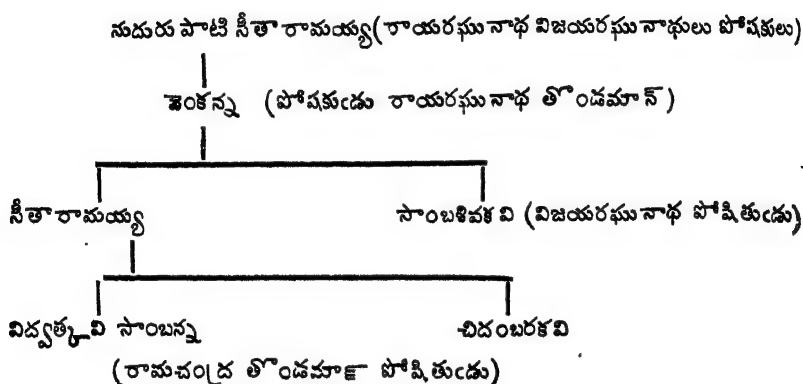 నుదురుపాటి సీతారామయ్య(రాయరఘునాథ విజయరఘునాథులు పోషకులు)
వెంకన్న (పోషకుఁడు రాయరఘునాథ తొండమాన్)
సీతారామయ్య సాంబశివకవి (విజయరఘునాథ పోషితుఁడు)
విద్వత్కవి సాంబన్న చిదంబరకవి
(రామచంద్ర తొండమాజ్ పోషితుఁడు)